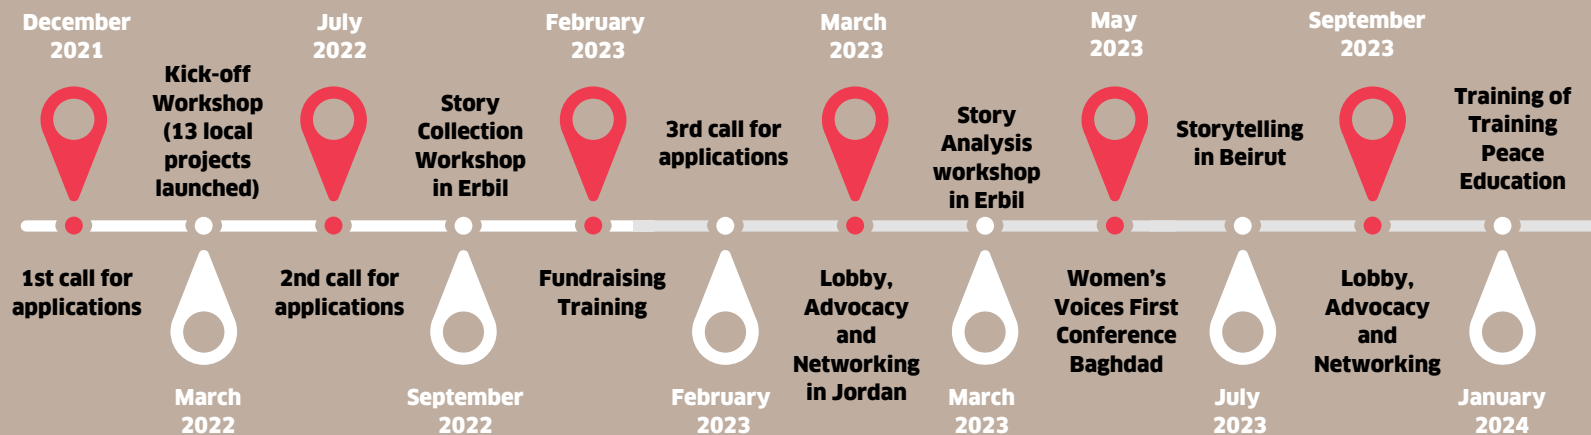 December
2021
1st call for
applications
Kick-off
Workshop
(13 local
projects
launched)
March
2022
July
2022
2nd call for
applications
Story
Collection
Workshop
in Erbil
September
2022
February
2023
Fundraising
Training
3rd call for
applications
February
2023
March
2023
Lobby,
Advocacy
and
Networking
in Jordan
Story
Analysis
workshop
in Erbil
March
2023
May
2023
Women's
Voices First
Conference
Baghdad
Storytelling
in Beirut
July
2023
September
2023
Lobby,
Advocacy
and
Networking
Training of
Training
Peace
Education
January
2024